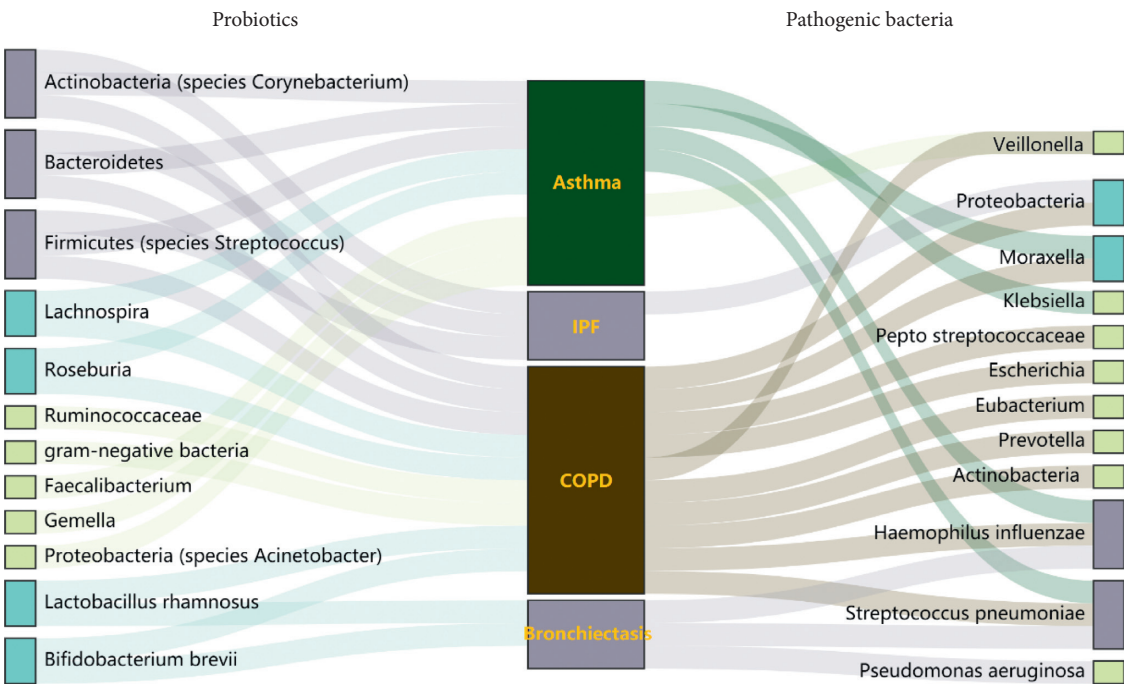 Probiotics
Pathogenic bacteria
Actinobacteria (species Corynebacterium)
Bacteroidetes
Firmicutes (species Streptococcus)
Lachnospira
Roseburia
Ruminococcaceae
gram-negative bacteria
Faecalibacterium
Gemella
Proteobacteria (species Acinetobacter)
Lactobacillus rhamnosus
Bifidobacterium brevii
Asthma
IPF
COPD
Bronchiectasis
Veillonella
Proteobacteria
Moraxella
Klebsiella
Pepto streptococcaceae
Escherichia
Eubacterium
Prevotella
Actinobacteria
Haemophilus influenzae
Streptococcus pneumoniae
Pseudomonas aeruginosa